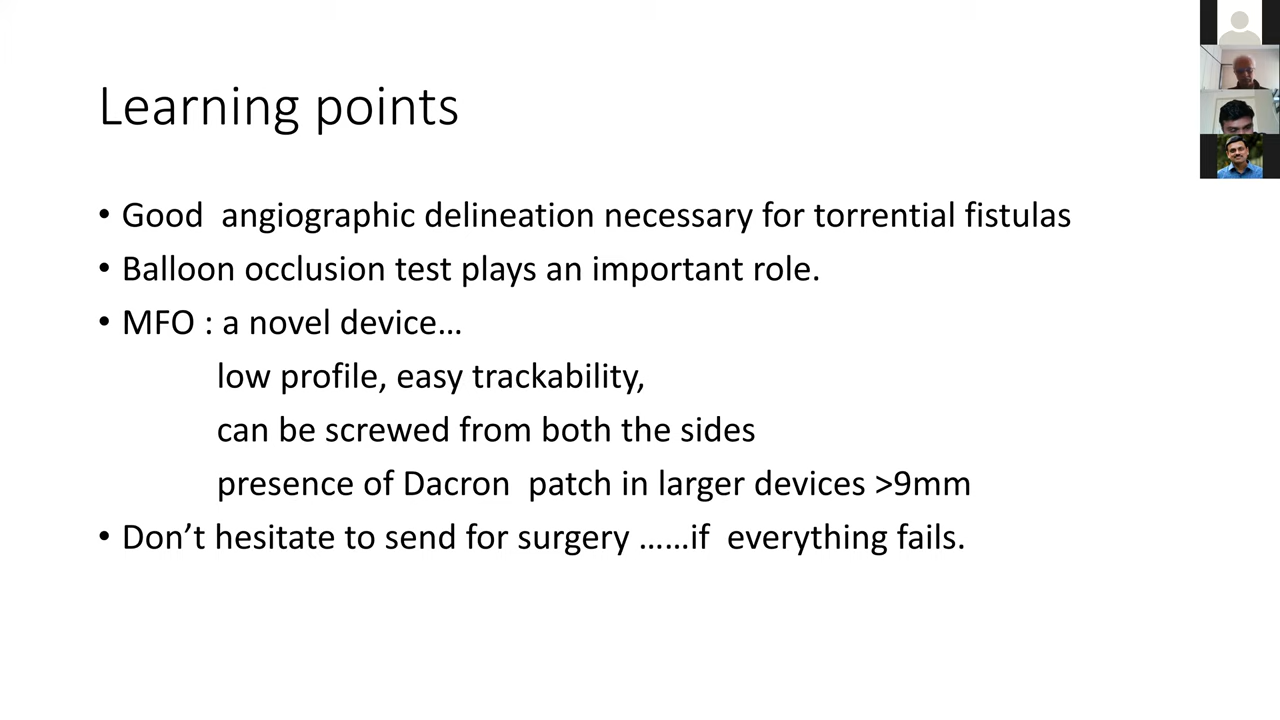 Learning points
• Good  angiographic delineation necessary for torrential fistulas
• Balloon occlusion test plays an important role.
• MFO : a novel device…
low profile, easy trackability,
can be screwed from both the sides
presence of Dacron  patch in larger devices >9mm
• Don’t hesitate to send for surgery ……if  everything fails.